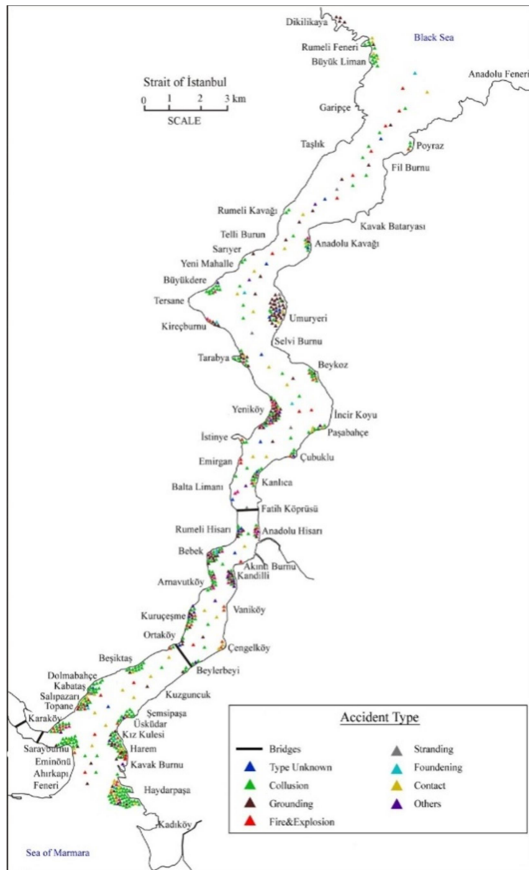 Dikilikaya
Black Sea
Rumeli Feneri
Büyük Liman
Anadolu Feneri
Strait of İstanbul
0 1 2 3 km
SCALE
Garipçe
Taşlık
Poyraz
Fil Burnu
Rumeli Kavağı
Kavak Bataryası
Telli Burun
Anadolu Kavağı
Sarıyer
Yeni Mahalle
Büyükdere
Tersane
Umuryeri
Kireçburnu
Selvi Burnu
Tarabya
Beykoz
Yeniköy
İncir Koyu
Paşabahçe
İstinye
Çubuklu
Emirgan
Kanlıca
Balta Limanı
Fatih Köprüsü
Rumeli Hisarı
Anadolu Hisarı
Bebek
Akıntı Burnu
Kandilli
Arnavutköy
Vaniköy
Kuruçeşme
Ortaköy
Çengelköy
Beşiktaş
Beylerbeyi
Dolmabahçe
Kabataş
Kuzguncuk
Salıpazarı
Topane
Şemsipaşa
Karaköy
Üsküdar
Kız Kulesi
Sarayburnu
Harem
Eminönü
Kavak Burnu
Ahırkapı
Feneri
Haydarpaşa
Kadıköy
Sea of Marmara
Accident Type
Bridges
Type Unknown
Collusion
Grounding
Fire&Explosion
Stranding
Foundening
Contact
Others